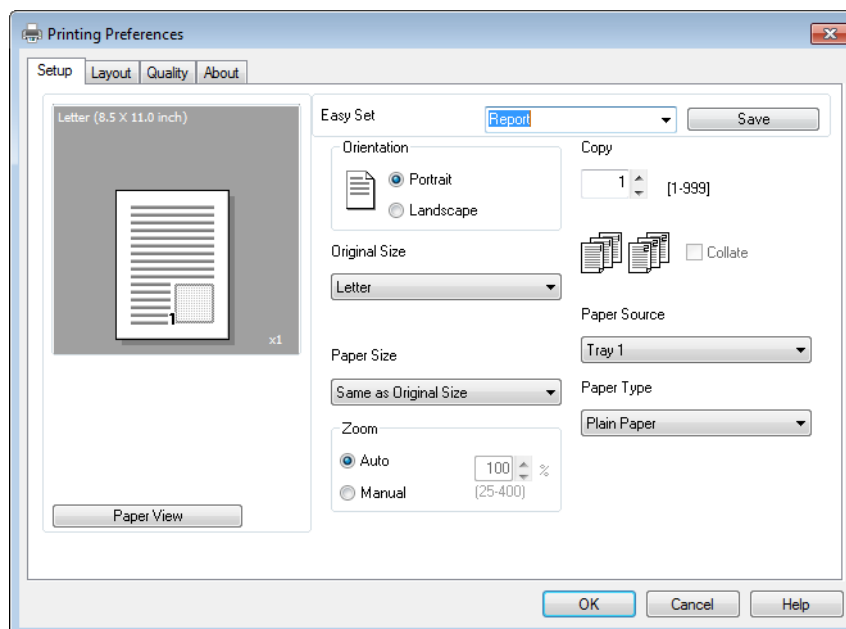 Printing Preferences
Setup Layout Quality About
Letter (8.5 X 11.0 inch)
1
x1
Paper View
Easy Set Report Save
Orientation
Portrait
Landscape
Original Size
Letter
Paper Size
Same as Original Size
Zoom
Auto 100 %
Manual (25-400)
Copy
1 [1-999]
Collate
Paper Source
Tray 1
Paper Type
Plain Paper
OK Cancel Help